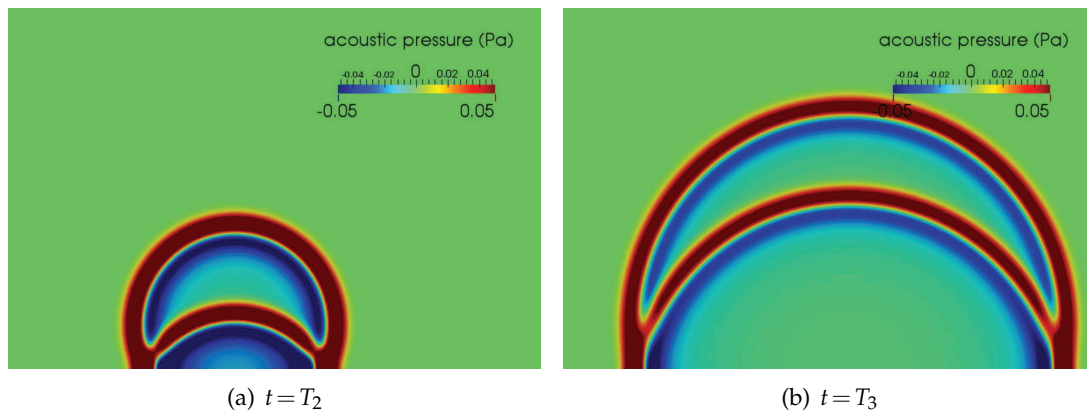 acoustic pressure (Pa)
-0.04 -0.02 0 0.02 0.04
-0.05 0.05
(a) t = T2
acoustic pressure (Pa)
-0.04 -0.02 0 0.02 0.04
-0.05 0.05
(b) t = T3